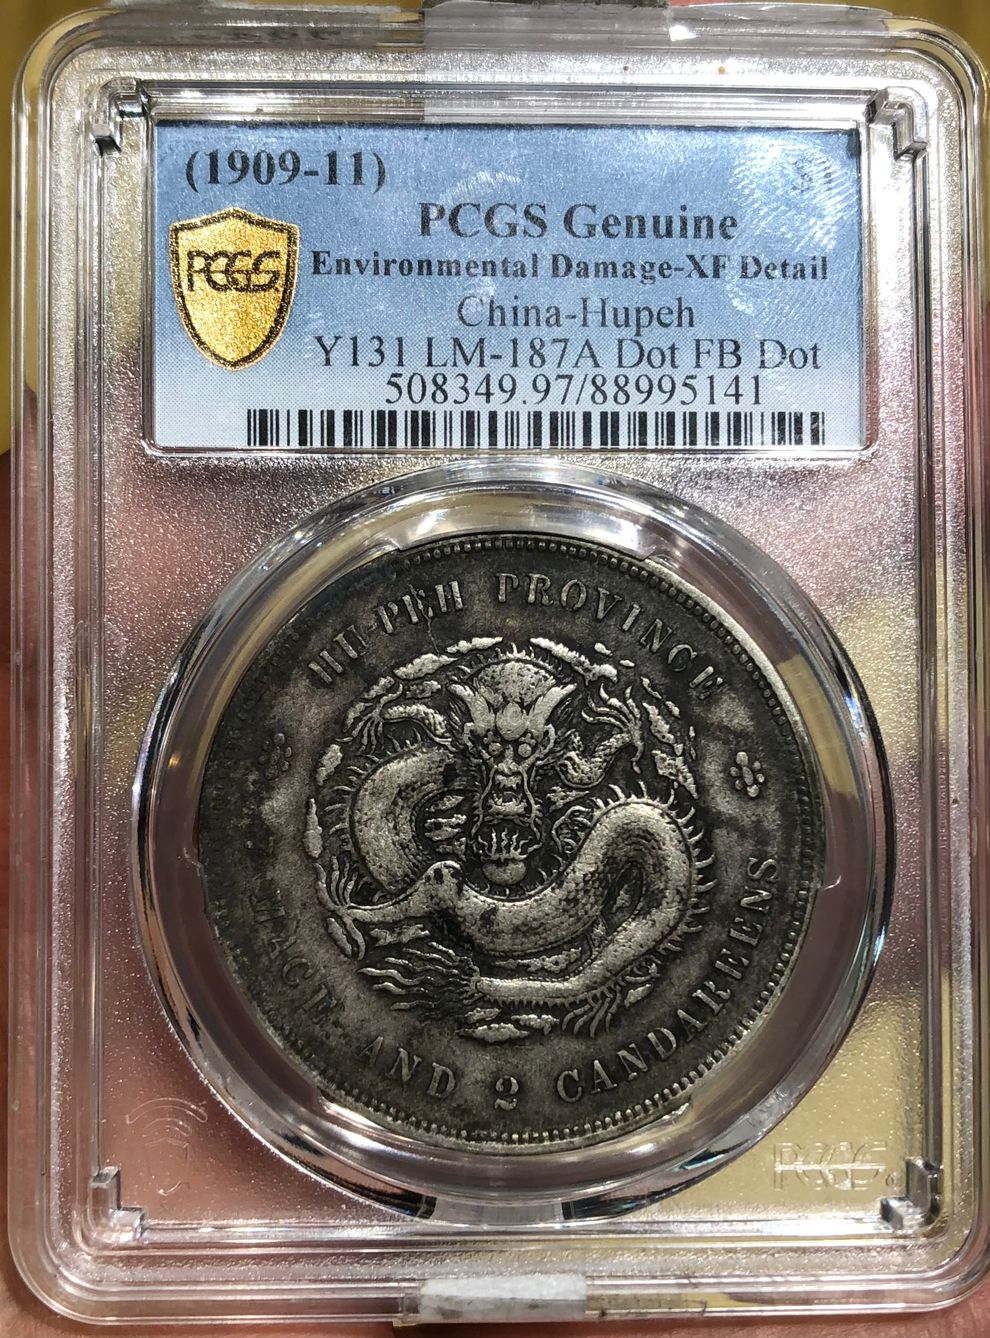 (1909-11) $1
PCGS Genuine
PCGS
Environmental Damage-XF Detail
China-Hupeh
Y131 LM-187A Dot FB Dot
508349.97/88995141
HU-PEH PROVINCE
MACE AND 2 CANDAREENS
PCGS